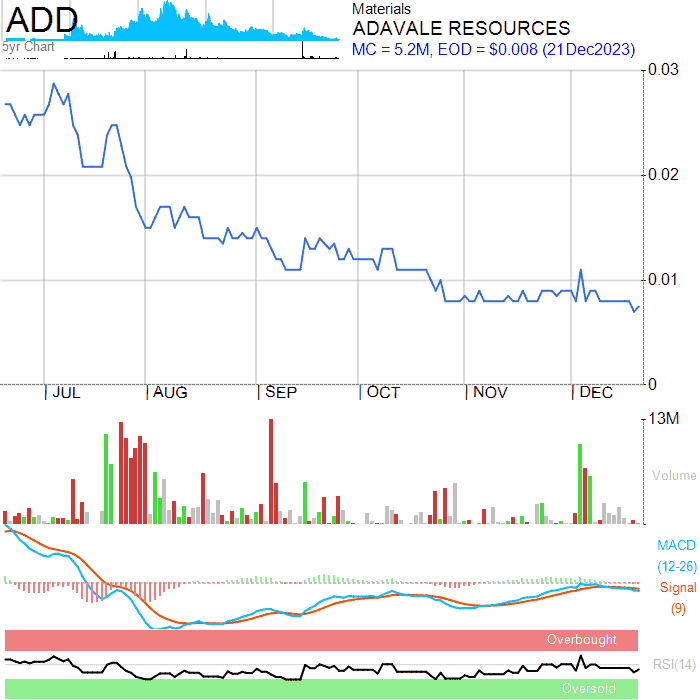 ADD
5yr Chart
Materials
ADAVALE RESOURCES
MC = 5.2M, EOD = $0.008 (21Dec2023)
0.03
0.02
0.01
0
JUL AUG SEP OCT NOV DEC
13M
Volume
MACD
(12-26)
Signal
(9)
Overbought
RSI(14)
Oversold